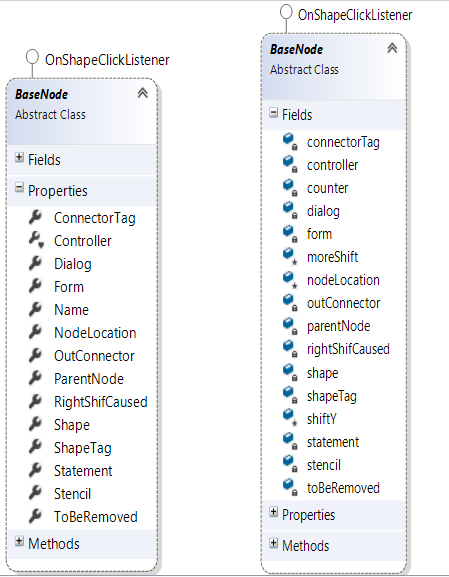 OnShapeClickListener
BaseNode
Abstract Class
Fields
Properties
ConnectorTag
Controller
Dialog
Form
Name
NodeLocation
OutConnector
ParentNode
RightShifCaused
Shape
ShapeTag
Statement
Stencil
ToBeRemoved
Methods
OnShapeClickListener
BaseNode
Abstract Class
Fields
connectorTag
controller
counter
dialog
form
moreShift
nodeLocation
outConnector
parentNode
rightShifCaused
shape
shapeTag
shiftY
statement
stencil
toBeRemoved
Properties
Methods